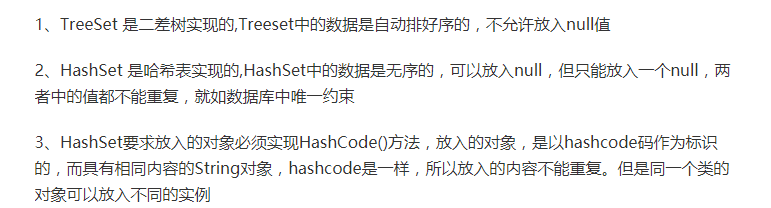 1、TreeSet 是二差树实现的,Treeset中的数据是自动排好序的，不允许放入null值
2、HashSet 是哈希表实现的,HashSet中的数据是无序的，可以放入null，但只能放入一个null，两
者中的值都不能重复，就如数据库中唯一约束
3、HashSet要求放入的对象必须实现HashCode()方法，放入的对象，是以hashcode码作为标识
的，而具有相同内容的String对象，hashcode是一样，所以放入的内容不能重复。但是同一个类的
对象可以放入不同的实例